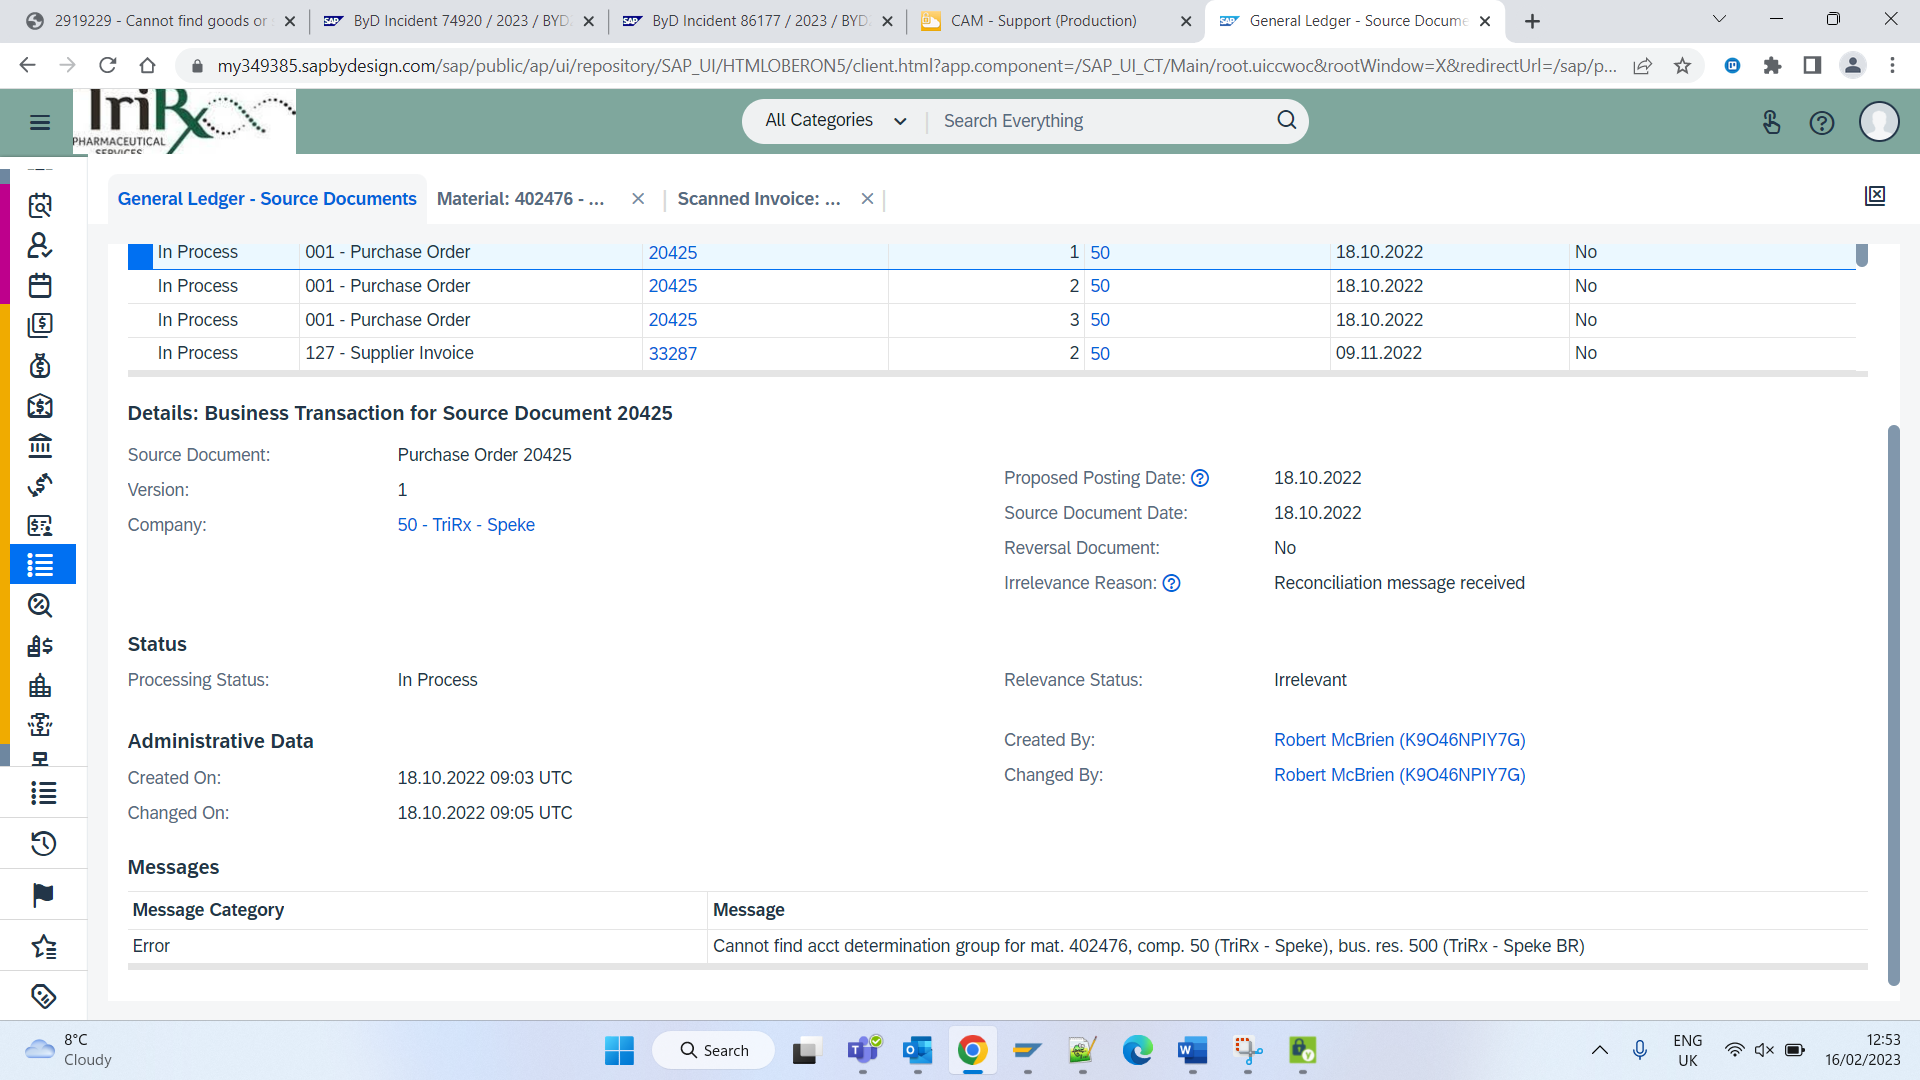 2919229 - Cannot find goods or s
ByD Incident 74920 / 2023 / BYD
ByD Incident 86177 / 2023 / BYD
CAM - Support (Production)
General Ledger - Source Docume
my349385.sapbydesign.com/sap/public/ap/ui/repository/SAP_UI/HTMLOBERON5/client.html?app.component=/SAP_UI_CT/Main/root.uiccwoc&rootWindow=X&redirectUrl=/sap/p...
TriRx
PHARMACEUTICAL
SERVICES
All Categories
Search Everything
General Ledger - Source Documents
Material: 402476 - ...
Scanned Invoice: ...
In Process 001 - Purchase Order 20425 1 50 18.10.2022 No
In Process 001 - Purchase Order 20425 2 50 18.10.2022 No
In Process 001 - Purchase Order 20425 3 50 18.10.2022 No
In Process 127 - Supplier Invoice 33287 2 50 09.11.2022 No
Details: Business Transaction for Source Document 20425
Source Document: Purchase Order 20425
Version: 1
Company: 50 - TriRx - Speke
Proposed Posting Date: 18.10.2022
Source Document Date: 18.10.2022
Reversal Document: No
Irrelevance Reason: Reconciliation message received
Status
Processing Status: In Process
Relevance Status: Irrelevant
Administrative Data
Created On: 18.10.2022 09:03 UTC
Changed On: 18.10.2022 09:05 UTC
Created By: Robert McBrien (K9O46NPIY7G)
Changed By: Robert McBrien (K9O46NPIY7G)
Messages
Message Category Message
Error Cannot find acct determination group for mat. 402476, comp. 50 (TriRx - Speke), bus. res. 500 (TriRx - Speke BR)
8°C
Cloudy
Search
ENG
UK
12:53
16/02/2023